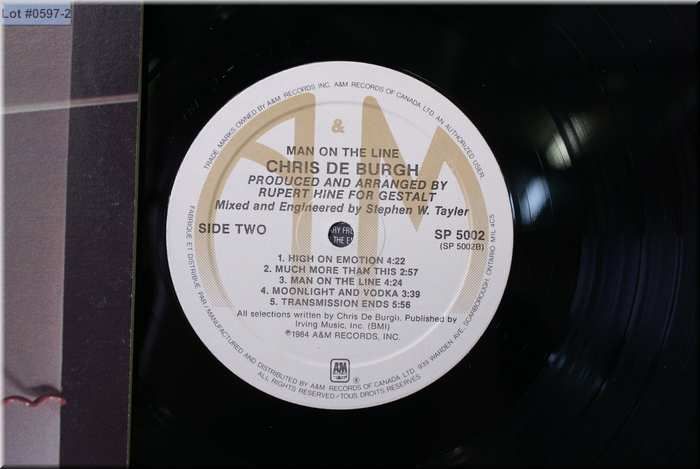 Lot #0597-2
TRADE MARKS OWNED BY A&M RECORDS INC. A&M RECORDS OF CANADA LTD. AN AUTHORIZED USER.
A&M
MAN ON THE LINE
CHRIS DE BURGH
PRODUCED AND ARRANGED BY
RUPERT HINE FOR GESTALT
Mixed and Engineered by Stephen W. Tayler
SIDE TWO
SP 5002
(SP 5002B)
1. HIGH ON EMOTION 4:22
2. MUCH MORE THAN THIS 2:57
3. MAN ON THE LINE 4:24
4. MOONLIGHT AND VODKA 3:39
5. TRANSMISSION ENDS 5:56
All selections written by Chris De Burgh. Published by
Irving Music, Inc. (BMI)
℗1984 A&M RECORDS, INC.
A&M
FABRIQUE ET DISTRIBUE PAR/MANUFACTURED AND DISTRIBUTED BY A&M RECORDS OF CANADA LTD. 939 WARDEN AVE., SCARBOROUGH, ONTARIO M1L 4C5
ALL RIGHTS RESERVED/TOUS DROITS RESERVES